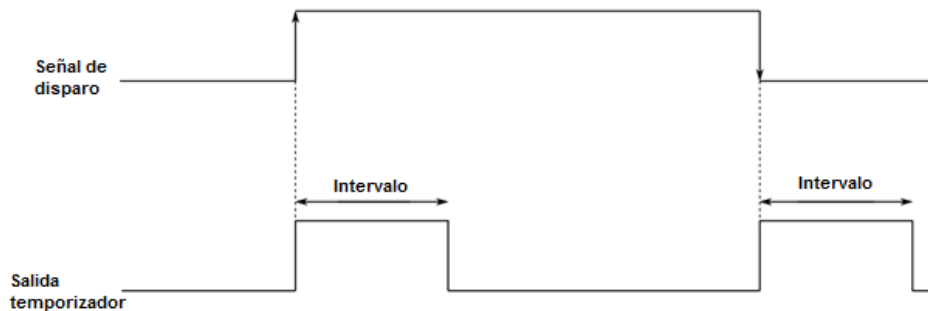 Señal de
disparo
Intervalo
Intervalo
Salida
temporizador